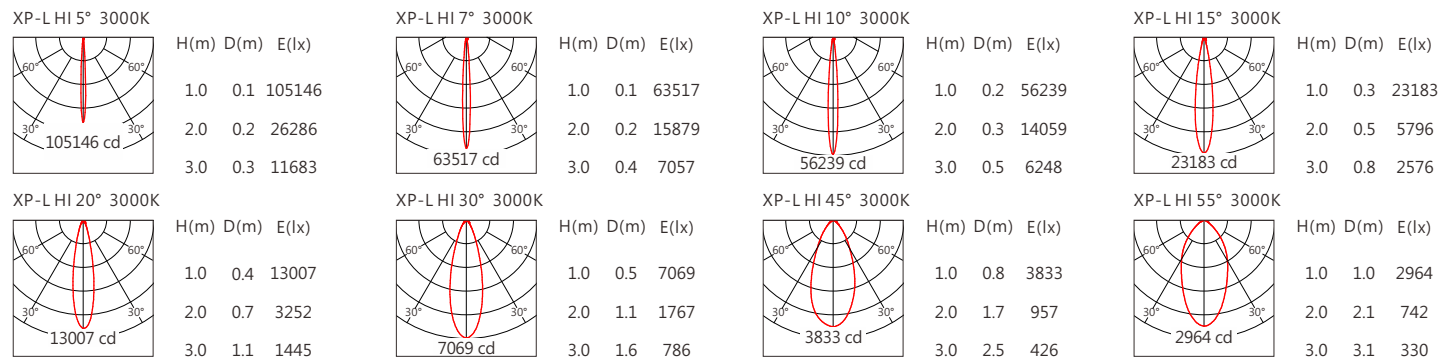 XP-L HI 5° 3000K
H(m) D(m) E(lx)
60° 60°
1.0 0.1 105146
30° 30°
2.0 0.2 26286
105146 cd
3.0 0.3 11683
XP-L HI 7° 3000K
H(m) D(m) E(lx)
60° 60°
1.0 0.1 63517
30° 30°
2.0 0.2 15879
63517 cd
3.0 0.4 7057
XP-L HI 10° 3000K
H(m) D(m) E(lx)
60° 60°
1.0 0.2 56239
30° 30°
2.0 0.3 14059
56239 cd
3.0 0.5 6248
XP-L HI 15° 3000K
H(m) D(m) E(lx)
60° 60°
1.0 0.3 23183
30° 30°
2.0 0.5 5796
23183 cd
3.0 0.8 2576
XP-L HI 20° 3000K
H(m) D(m) E(lx)
60° 60°
1.0 0.4 13007
30° 30°
2.0 0.7 3252
13007 cd
3.0 1.1 1445
XP-L HI 30° 3000K
H(m) D(m) E(lx)
60° 60°
1.0 0.5 7069
30° 30°
2.0 1.1 1767
7069 cd
3.0 1.6 786
XP-L HI 45° 3000K
H(m) D(m) E(lx)
60° 60°
1.0 0.8 3833
30° 30°
2.0 1.7 957
3833 cd
3.0 2.5 426
XP-L HI 55° 3000K
H(m) D(m) E(lx)
60° 60°
1.0 1.0 2964
30° 30°
2.0 2.1 742
2964 cd
3.0 3.1 330